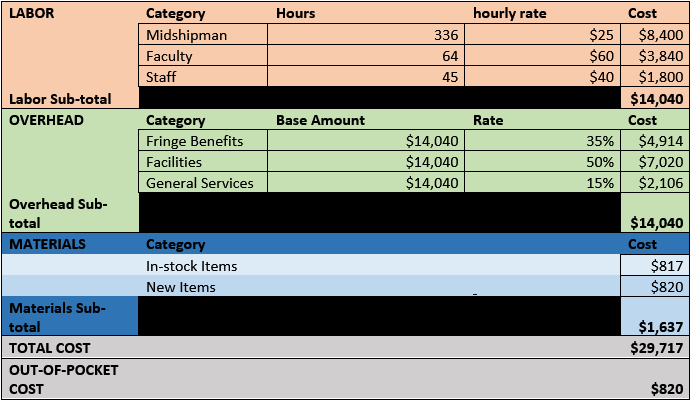 LABOR Category Hours hourly rate Cost
Midshipman 336 $25 $8,400
Faculty 64 $60 $3,840
Staff 45 $40 $1,800
Labor Sub-total $14,040
OVERHEAD Category Base Amount Rate Cost
Fringe Benefits $14,040 35% $4,914
Facilities $14,040 50% $7,020
General Services $14,040 15% $2,106
Overhead Sub-
total $14,040
MATERIALS Category Cost
In-stock Items $817
New Items $820
Materials Sub-
total $1,637
TOTAL COST $29,717
OUT-OF-POCKET
COST $820